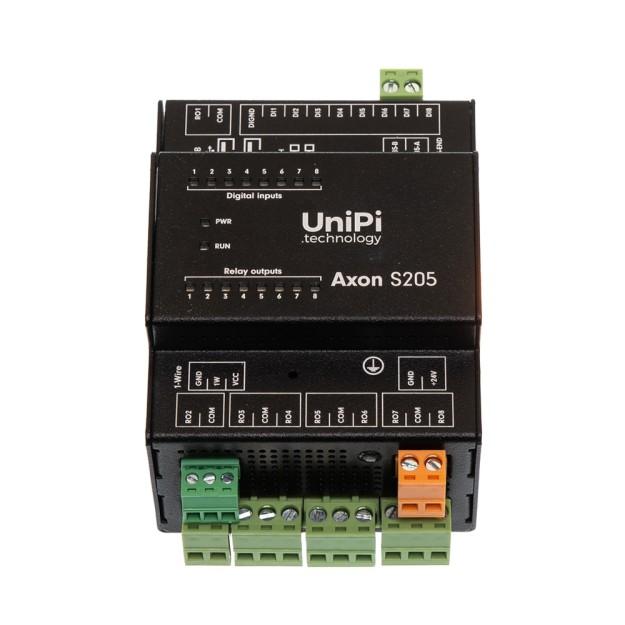 RO1 COM DIGND DI1 DI2 DI3 DI4 DI5 DI6 DI7 DI8
1 2 3 4 5 6 7 8
Digital inputs
PWR
UniPi
.technology
RUN
Relay outputs
Axon S205
1 2 3 4 5 6 7 8
1-Wire GND 1W VCC GND +24V
RO2 COM RO3 COM RO4 RO5 COM RO6 RO7 COM RO8